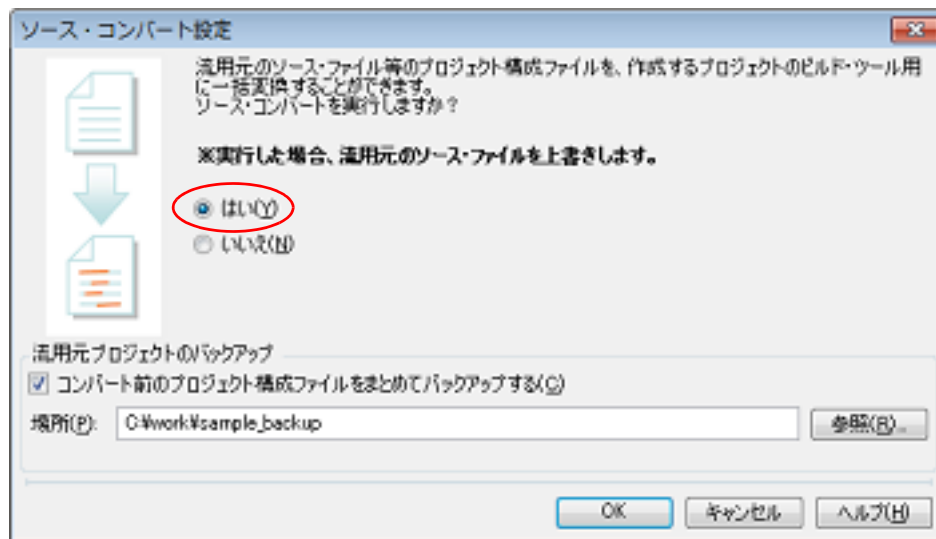 ソース・コンバート設定
流用元のソース・ファイル等のプロジェクト構成ファイルを、作成するプロジェクトのビルド・ツール用
に一括変換することができます。
ソース・コンバートを実行しますか？
※実行した場合、流用元のソース・ファイルを上書きします。
はい(Y)
いいえ(N)
流用元プロジェクトのバックアップ
コンバート前のプロジェクト構成ファイルをまとめてバックアップする(C)
場所(P): C:¥work¥sample_backup 参照(R)...
OK キャンセル ヘルプ(H)